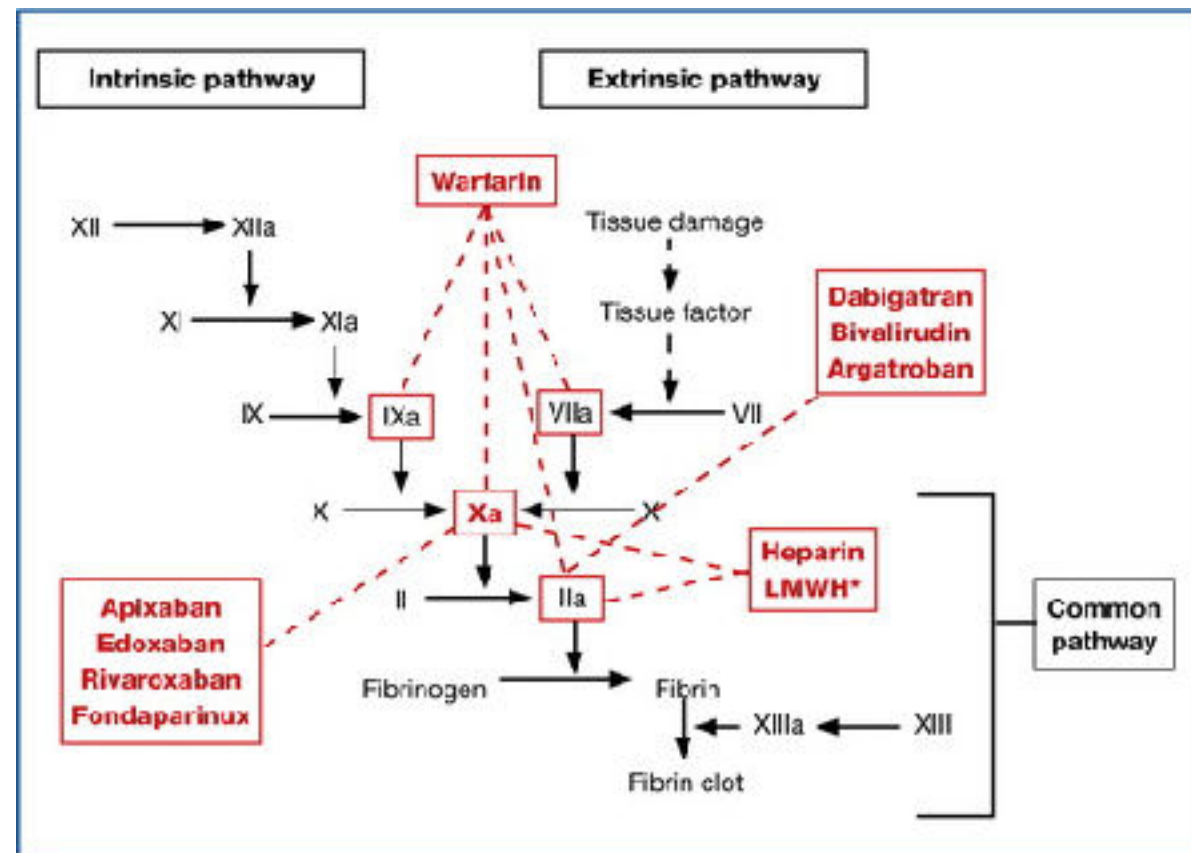 Intrinsic pathway
Extrinsic pathway
Warfarin
XII
XIIa
Tissue damage
XI
XIa
Tissue factor
Dabigatran
Bivalirudin
Argatroban
IX
IXa
VIIa
VII
X
Xa
X
Heparin
LMWH*
II
IIa
Apixaban
Edoxaban
Rivaroxaban
Fondaparinux
Common
pathway
Fibrinogen
Fibrin
XIIIa
XIII
Fibrin clot